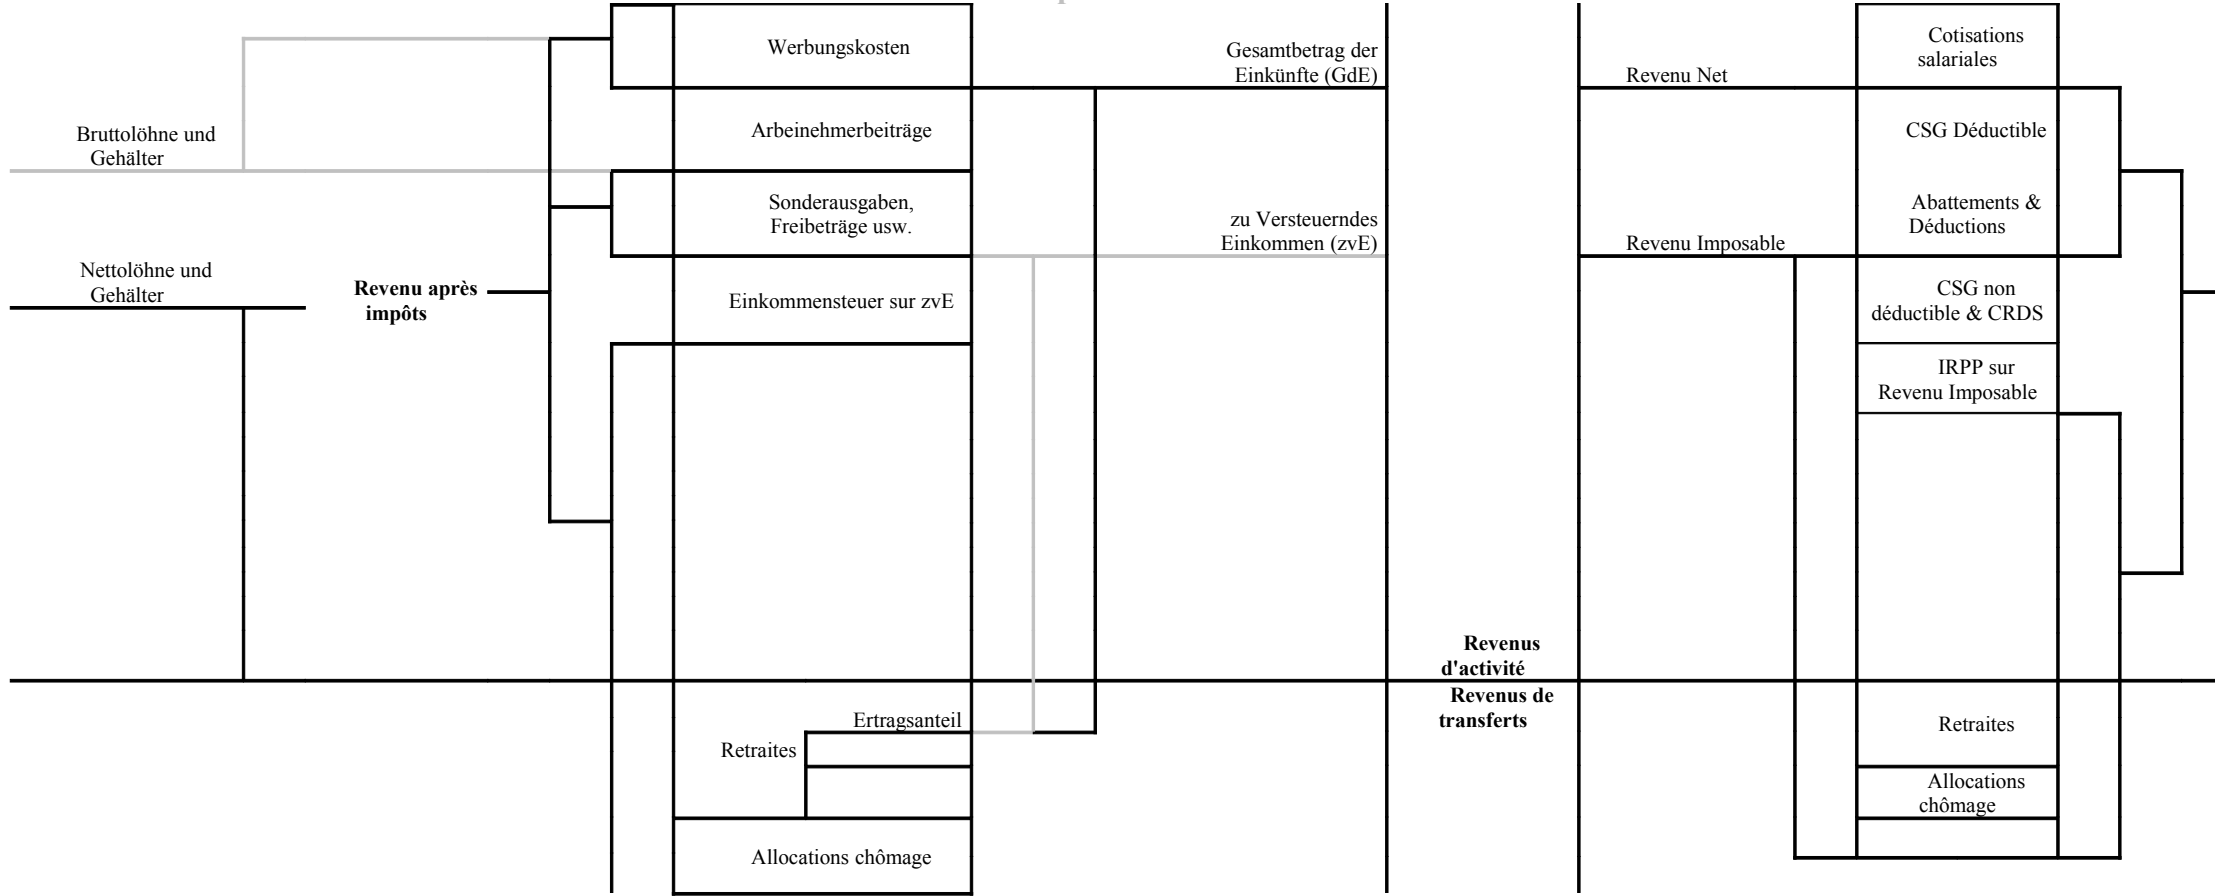 Werbungskosten
Gesamtbetrag der
Einkünfte (GdE)
Revenu Net
Cotisations
salariales
Bruttolöhne und
Gehälter
Arbeinehmerbeiträge
CSG Déductible
Sonderausgaben,
Freibeträge usw.
zu Versteuerndes
Einkommen (zvE)
Revenu Imposable
Abattements &
Déductions
Nettolöhne und
Gehälter
Revenu après
impôts
Einkommensteuer sur zvE
CSG non
déductible & CRDS
IRPP sur
Revenu Imposable
Revenus
d'activité
Revenus de
transferts
Ertragsanteil
Retraites
Retraites
Allocations
chômage
Allocations chômage